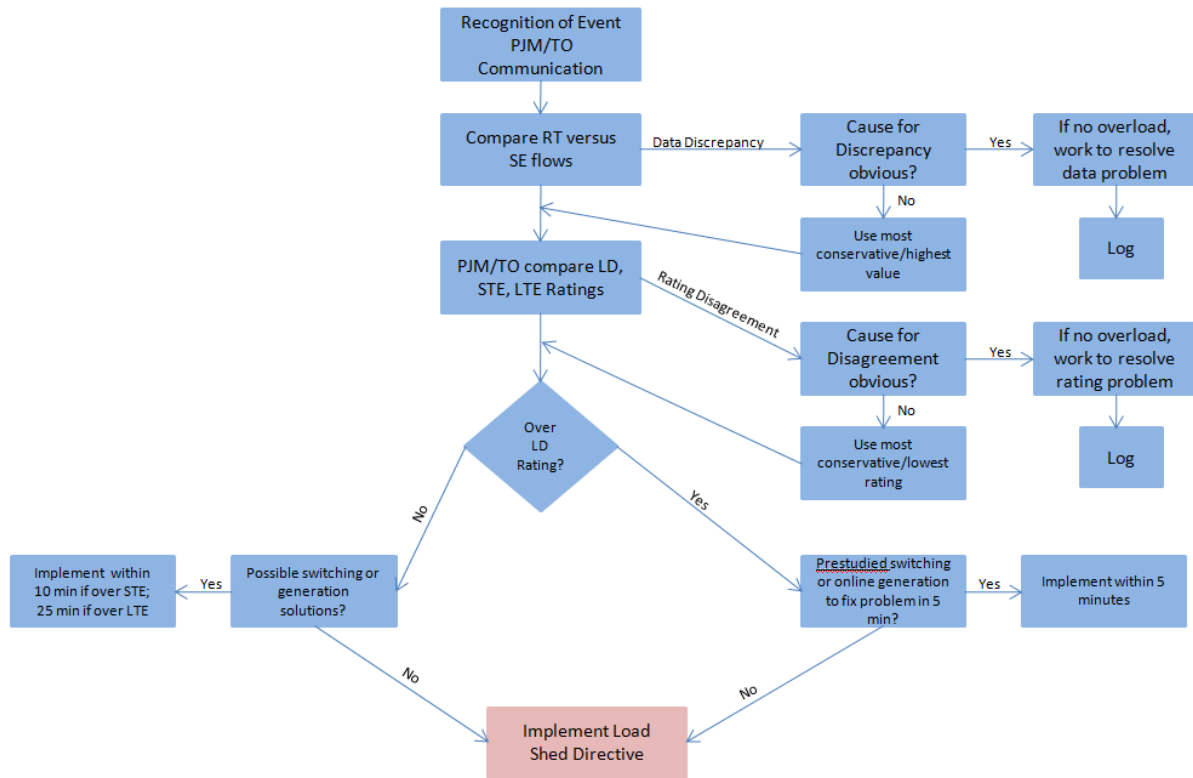 Recognition of Event
PJM/TO
Communication
Compare RT versus
SE flows
Data Discrepancy
Cause for
Discrepancy
obvious?
Yes
If no overload,
work to resolve
data problem
No
Use most
conservative/highest
value
Log
PJM/TO compare LD,
STE, LTE Ratings
Rating Disagreement
Cause for
Disagreement
obvious?
Yes
If no overload,
work to resolve
rating problem
No
Use most
conservative/lowest
rating
Log
Over
LD
Rating?
No
Yes
Implement within
10 min if over STE;
25 min if over LTE
Yes
Possible switching or
generation
solutions?
Prestudied switching
or online generation
to fix problem in 5
min?
Yes
Implement within 5
minutes
No
No
Implement Load
Shed Directive